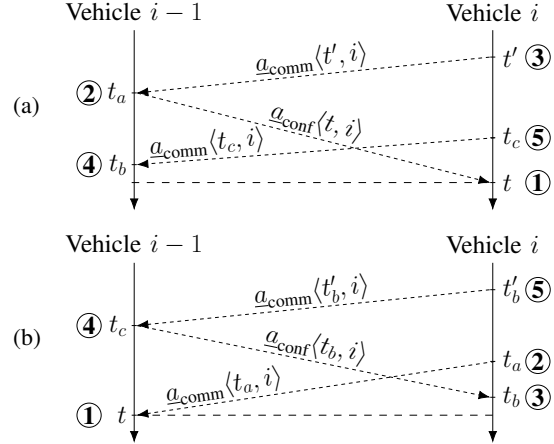 Vehicle i − 1 Vehicle i
a_comm⟨t′, i⟩ t′ ③
(a) ② t_a
a_conf⟨t, i⟩
a_comm⟨t_c, i⟩ t_c ⑤
④ t_b
t ①
Vehicle i − 1 Vehicle i
a_comm⟨t′_b, i⟩ t′_b ⑤
(b) ④ t_c
a_conf⟨t_b, i⟩
a_comm⟨t_a, i⟩ t_a ②
t_b ③
① t